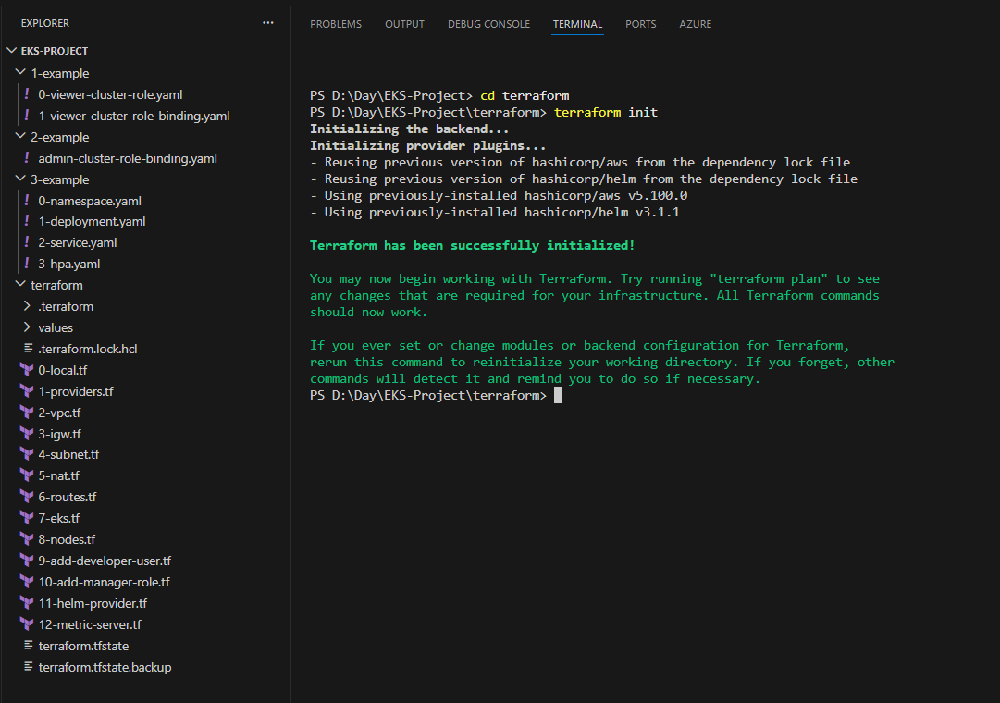 EXPLORER
...
EKS-PROJECT
1-example
! 0-viewer-cluster-role.yaml
! 1-viewer-cluster-role-binding.yaml
2-example
! admin-cluster-role-binding.yaml
3-example
! 0-namespace.yaml
! 1-deployment.yaml
! 2-service.yaml
! 3-hpa.yaml
terraform
.terraform
values
.terraform.lock.hcl
0-local.tf
1-providers.tf
2-vpc.tf
3-igw.tf
4-subnet.tf
5-nat.tf
6-routes.tf
7-eks.tf
8-nodes.tf
9-add-developer-user.tf
10-add-manager-role.tf
11-helm-provider.tf
12-metric-server.tf
terraform.tfstate
terraform.tfstate.backup
PROBLEMS OUTPUT DEBUG CONSOLE TERMINAL PORTS AZURE
PS D:\Day\EKS-Project> cd terraform
PS D:\Day\EKS-Project\terraform> terraform init
Initializing the backend...
Initializing provider plugins...
- Reusing previous version of hashicorp/aws from the dependency lock file
- Reusing previous version of hashicorp/helm from the dependency lock file
- Using previously-installed hashicorp/aws v5.100.0
- Using previously-installed hashicorp/helm v3.1.1
Terraform has been successfully initialized!
You may now begin working with Terraform. Try running "terraform plan" to see
any changes that are required for your infrastructure. All Terraform commands
should now work.
If you ever set or change modules or backend configuration for Terraform,
rerun this command to reinitialize your working directory. If you forget, other
commands will detect it and remind you to do so if necessary.
PS D:\Day\EKS-Project\terraform>